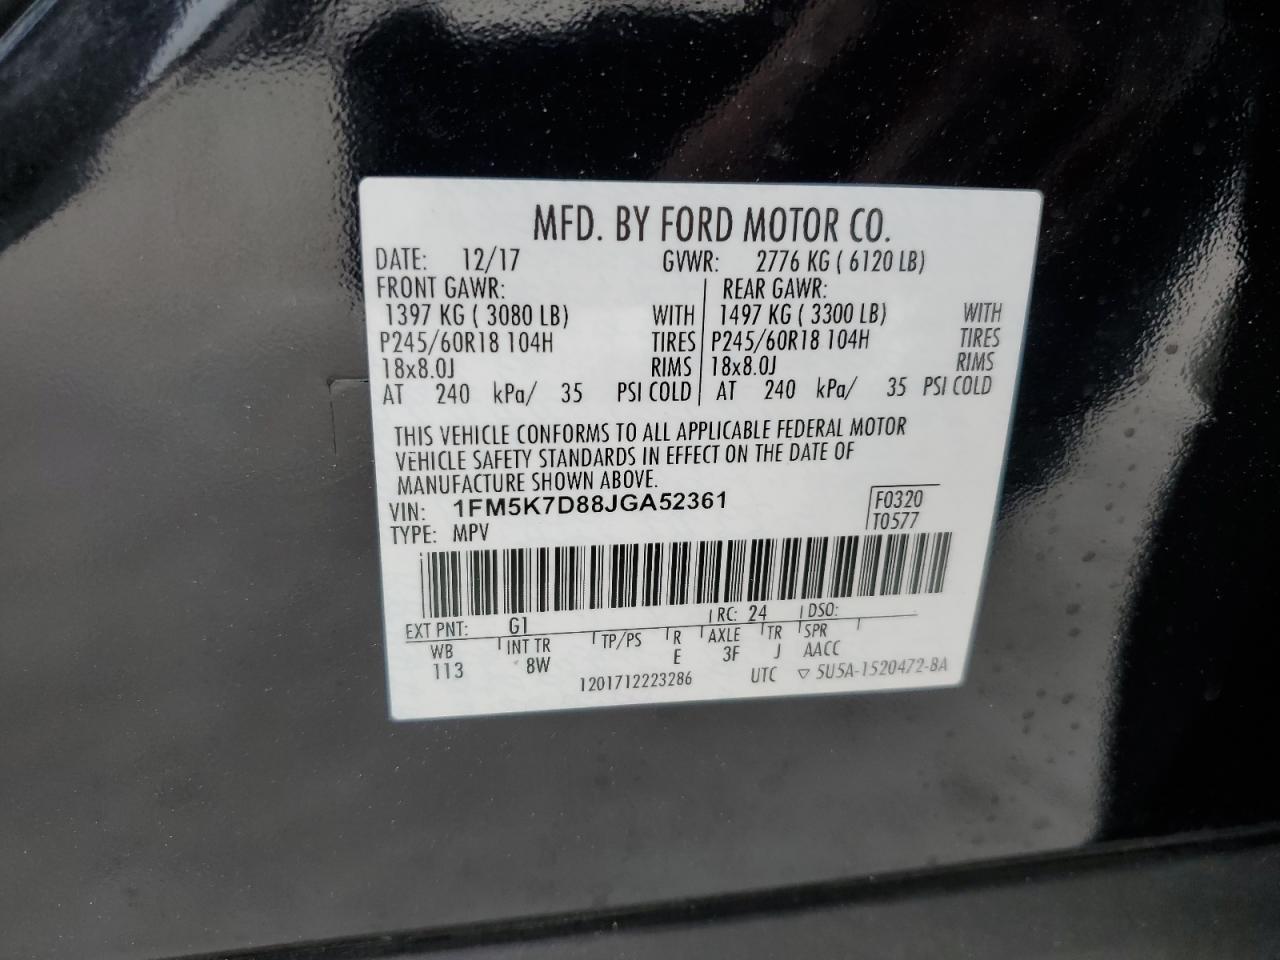 MFD. BY FORD MOTOR CO.
DATE: 12/17 GVWR: 2776 KG ( 6120 LB)
FRONT GAWR: REAR GAWR:
1397 KG ( 3080 LB) WITH 1497 KG ( 3300 LB) WITH
P245/60R18 104H TIRES P245/60R18 104H TIRES
18x8.0J RIMS 18x8.0J RIMS
AT 240 kPa/ 35 PSI COLD AT 240 kPa/ 35 PSI COLD
THIS VEHICLE CONFORMS TO ALL APPLICABLE FEDERAL MOTOR
VEHICLE SAFETY STANDARDS IN EFFECT ON THE DATE OF
MANUFACTURE SHOWN ABOVE.
VIN: 1FM5K7D88JGA52361 F0320
TYPE: MPV T0577
EXT PNT: G1 RC: 24 DSO:
WB INT TR TP/PS R AXLE TR SPR
113 8W E 3F J AACC
1201712223286 UTC ▽ 5U5A-1520472-BA